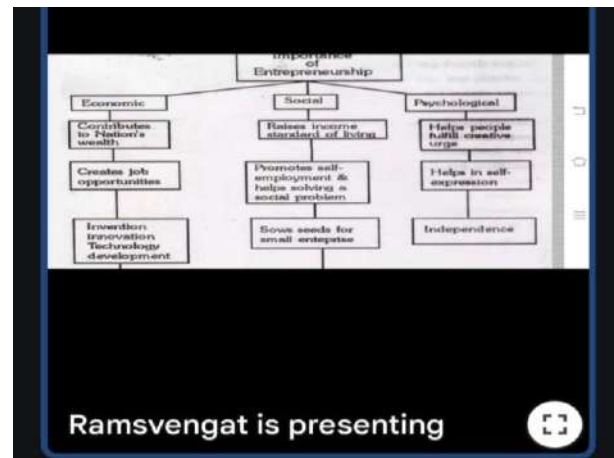 Importance
of
Entrepreneurship
Economic
Contributes
to Nation's
wealth
Creates job
opportunities
Invention
innovation
Technology
development
Social
Raises income
standard of living
Promotes self-
employment &
helps solving a
social problem
Sows seeds for
small enteprise
Psychological
Helps people
fulfill creative
urge
Helps in self-
expression
Independence
Ramsvengat is presenting